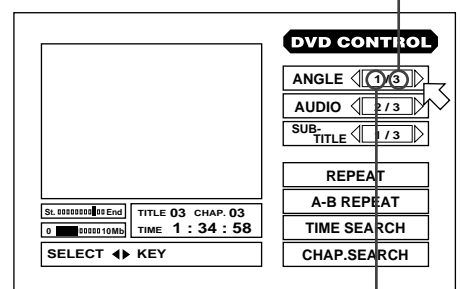 DVD CONTROL
ANGLE 1/3
AUDIO 2 / 3
SUB-TITLE 1 / 3
REPEAT
A-B REPEAT
TIME SEARCH
CHAP.SEARCH
St. End
0 10Mb
TITLE 03 CHAP. 03
TIME 1 : 34 : 58
SELECT ◀▶ KEY